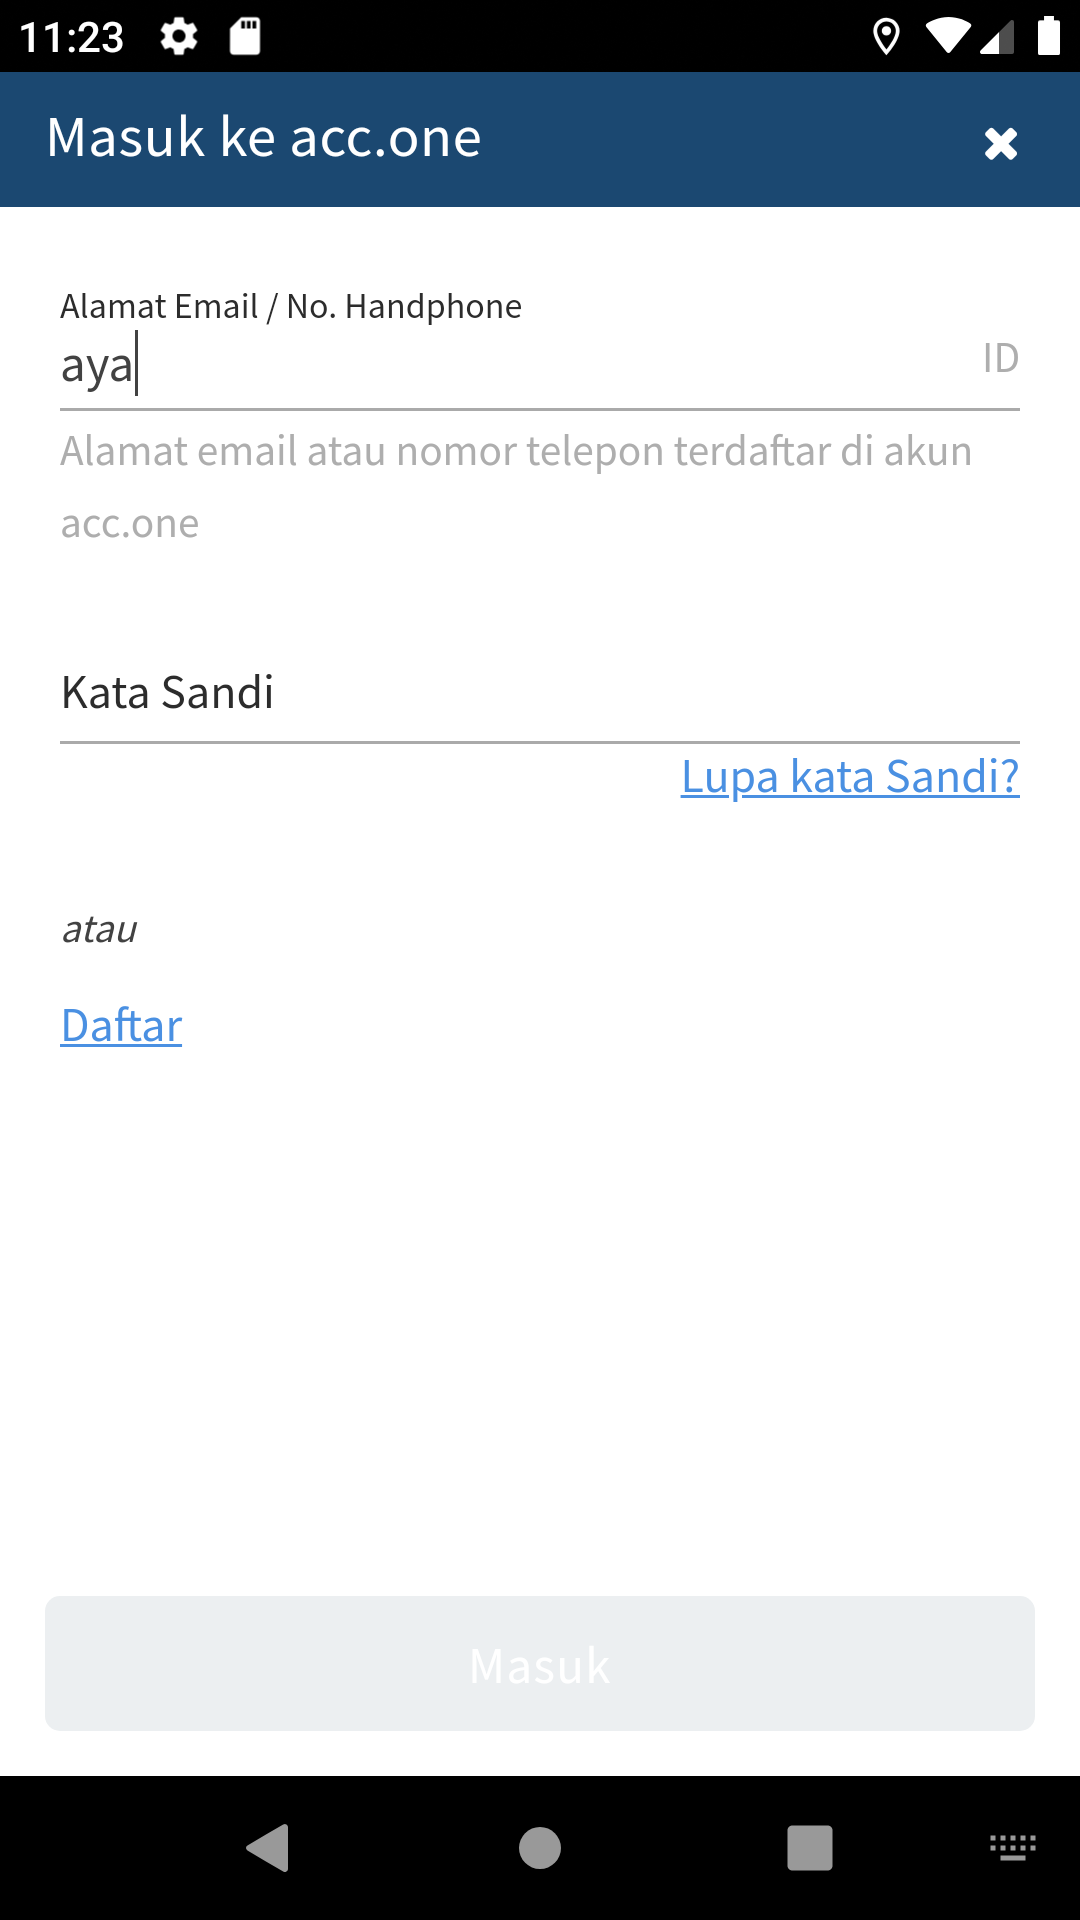 11:23
Masuk ke acc.one
Alamat Email / No. Handphone
aya
ID
Alamat email atau nomor telepon terdaftar di akun
acc.one
Kata Sandi
Lupa kata Sandi?
atau
Daftar
Masuk